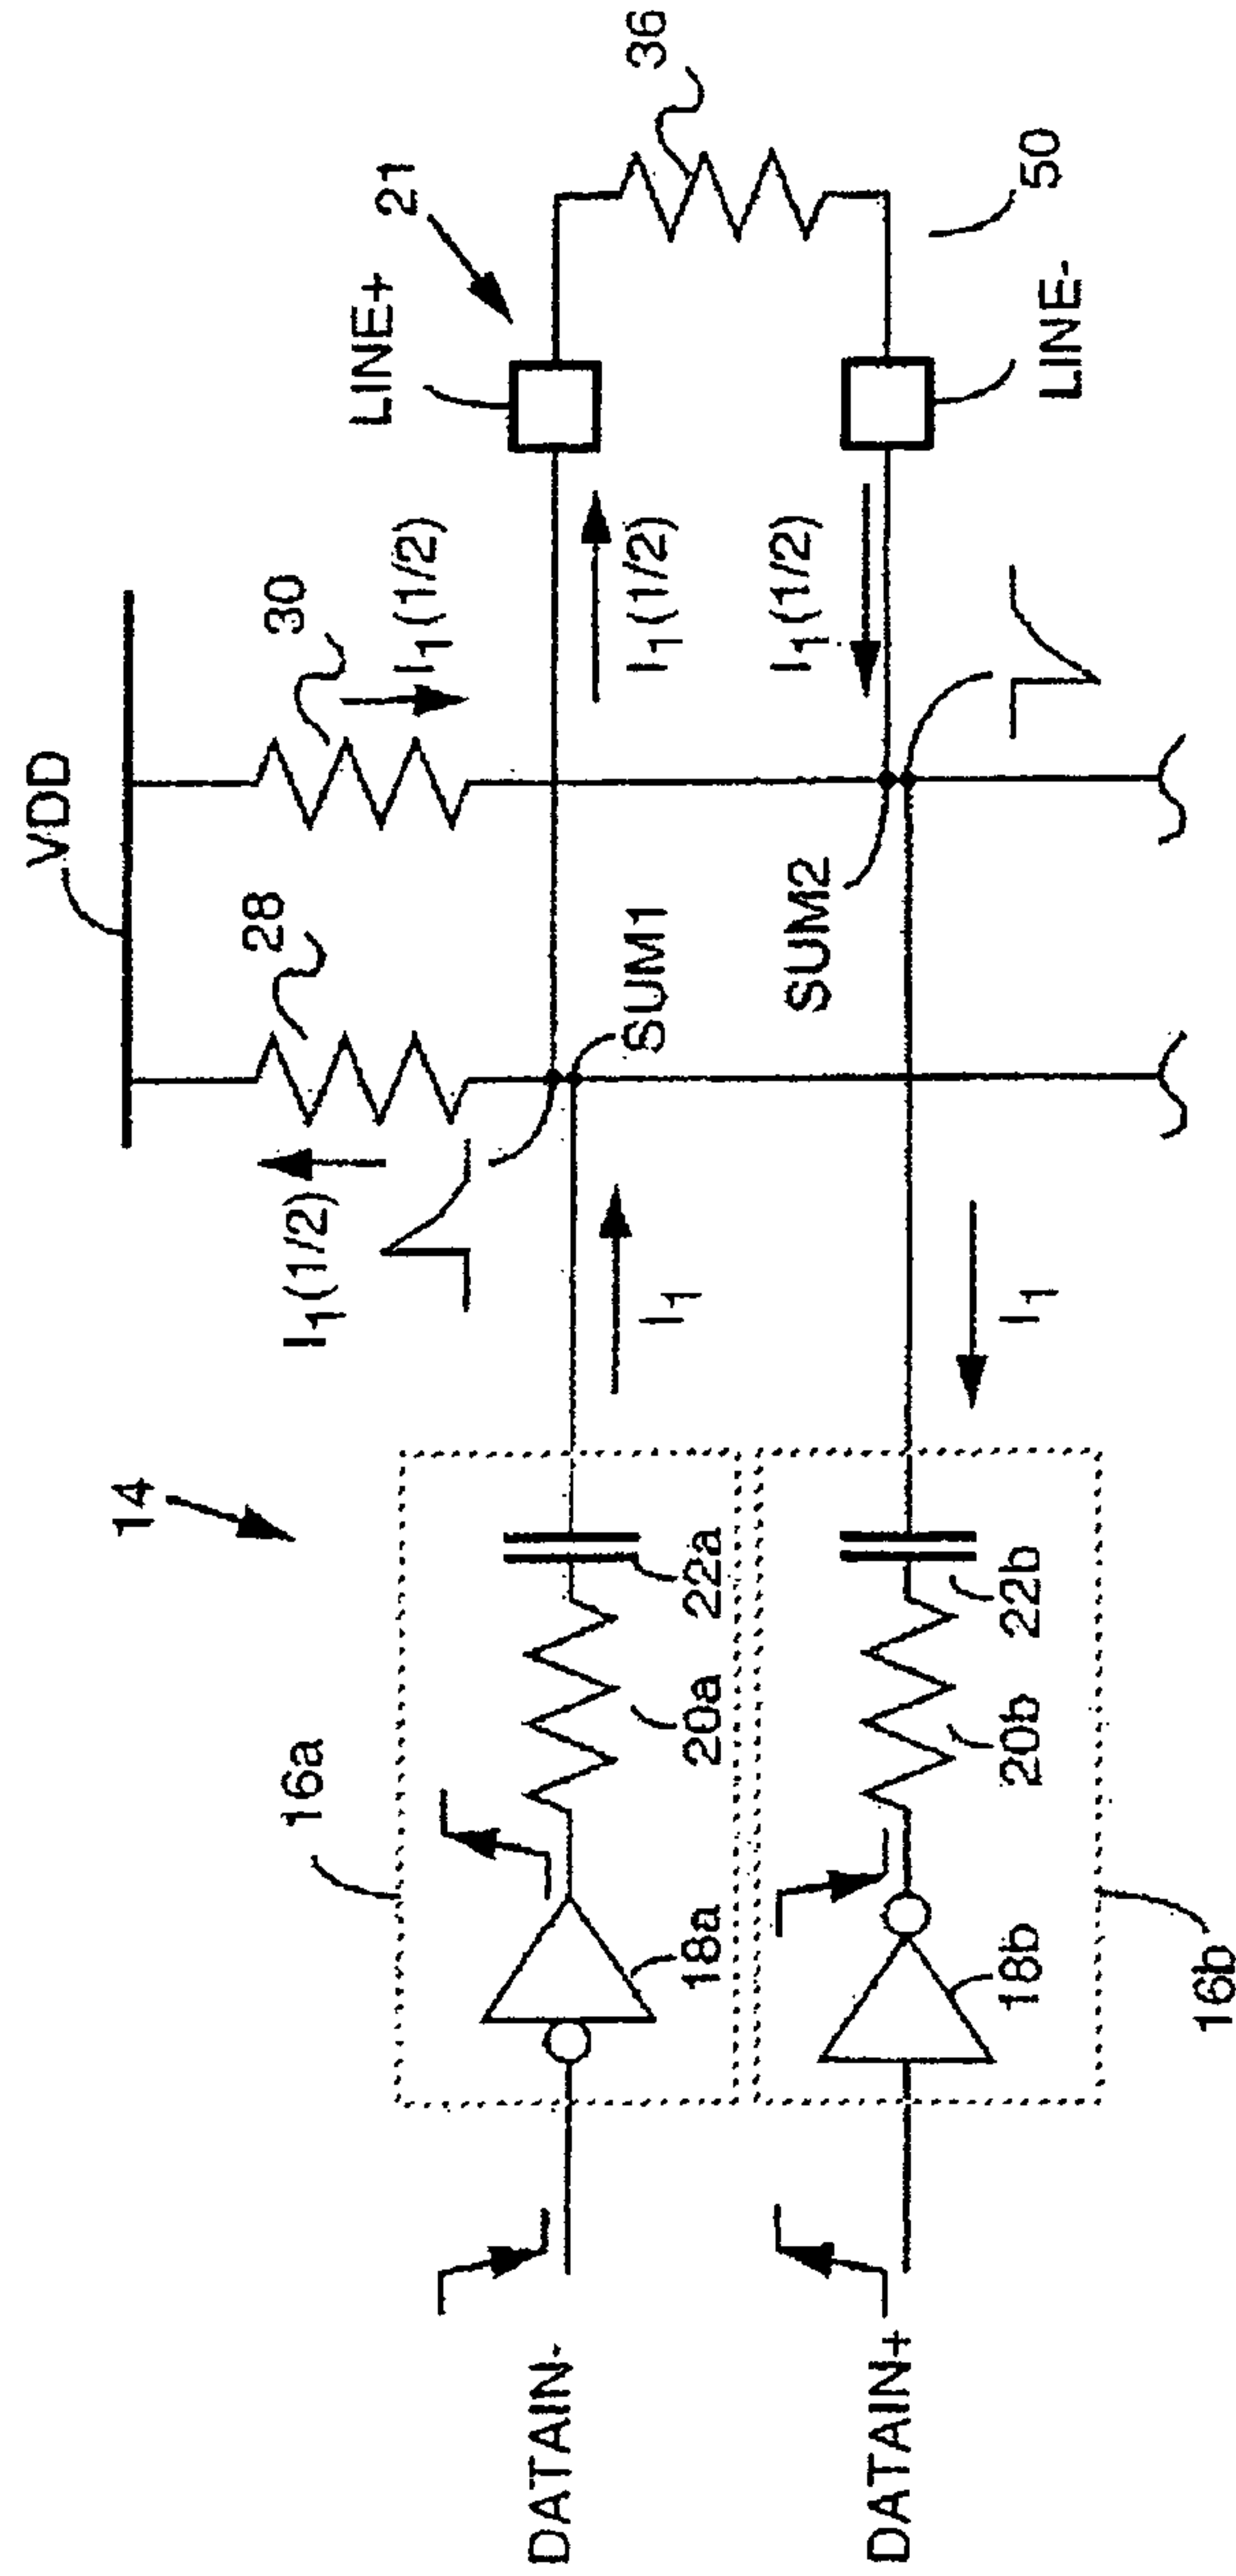 VDD
28
30
I1(1/2)
I1(1/2)
14
21
LINE+
16a
I1(1/2)
SUM1
36
18a
20a
22a
I1
DATAIN-
SUM2
I1(1/2)
DATAIN+
18b
20b
22b
I1
LINE-
50
16b